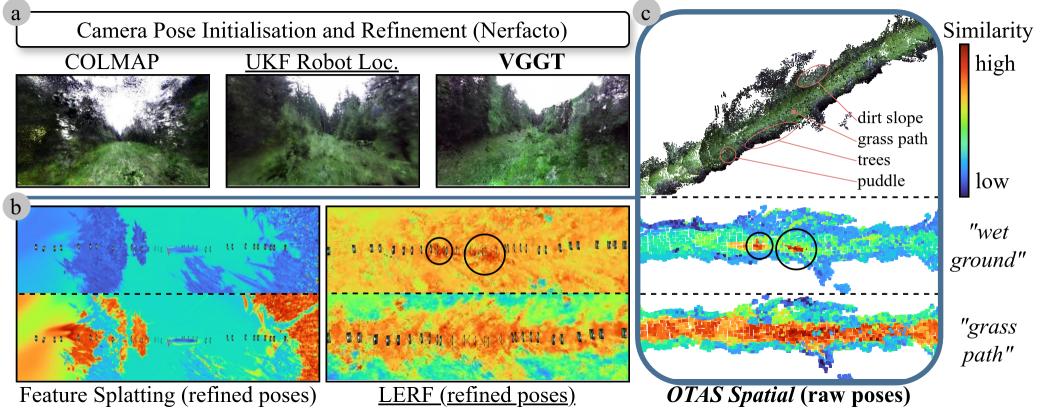 a
Camera Pose Initialisation and Refinement (Nerfacto)
COLMAP
UKF Robot Loc.
VGGT
b
Feature Splatting (refined poses)
LERF (refined poses)
c
dirt slope
grass path
trees
puddle
Similarity
high
low
"wet
ground"
"grass
path"
OTAS Spatial (raw poses)